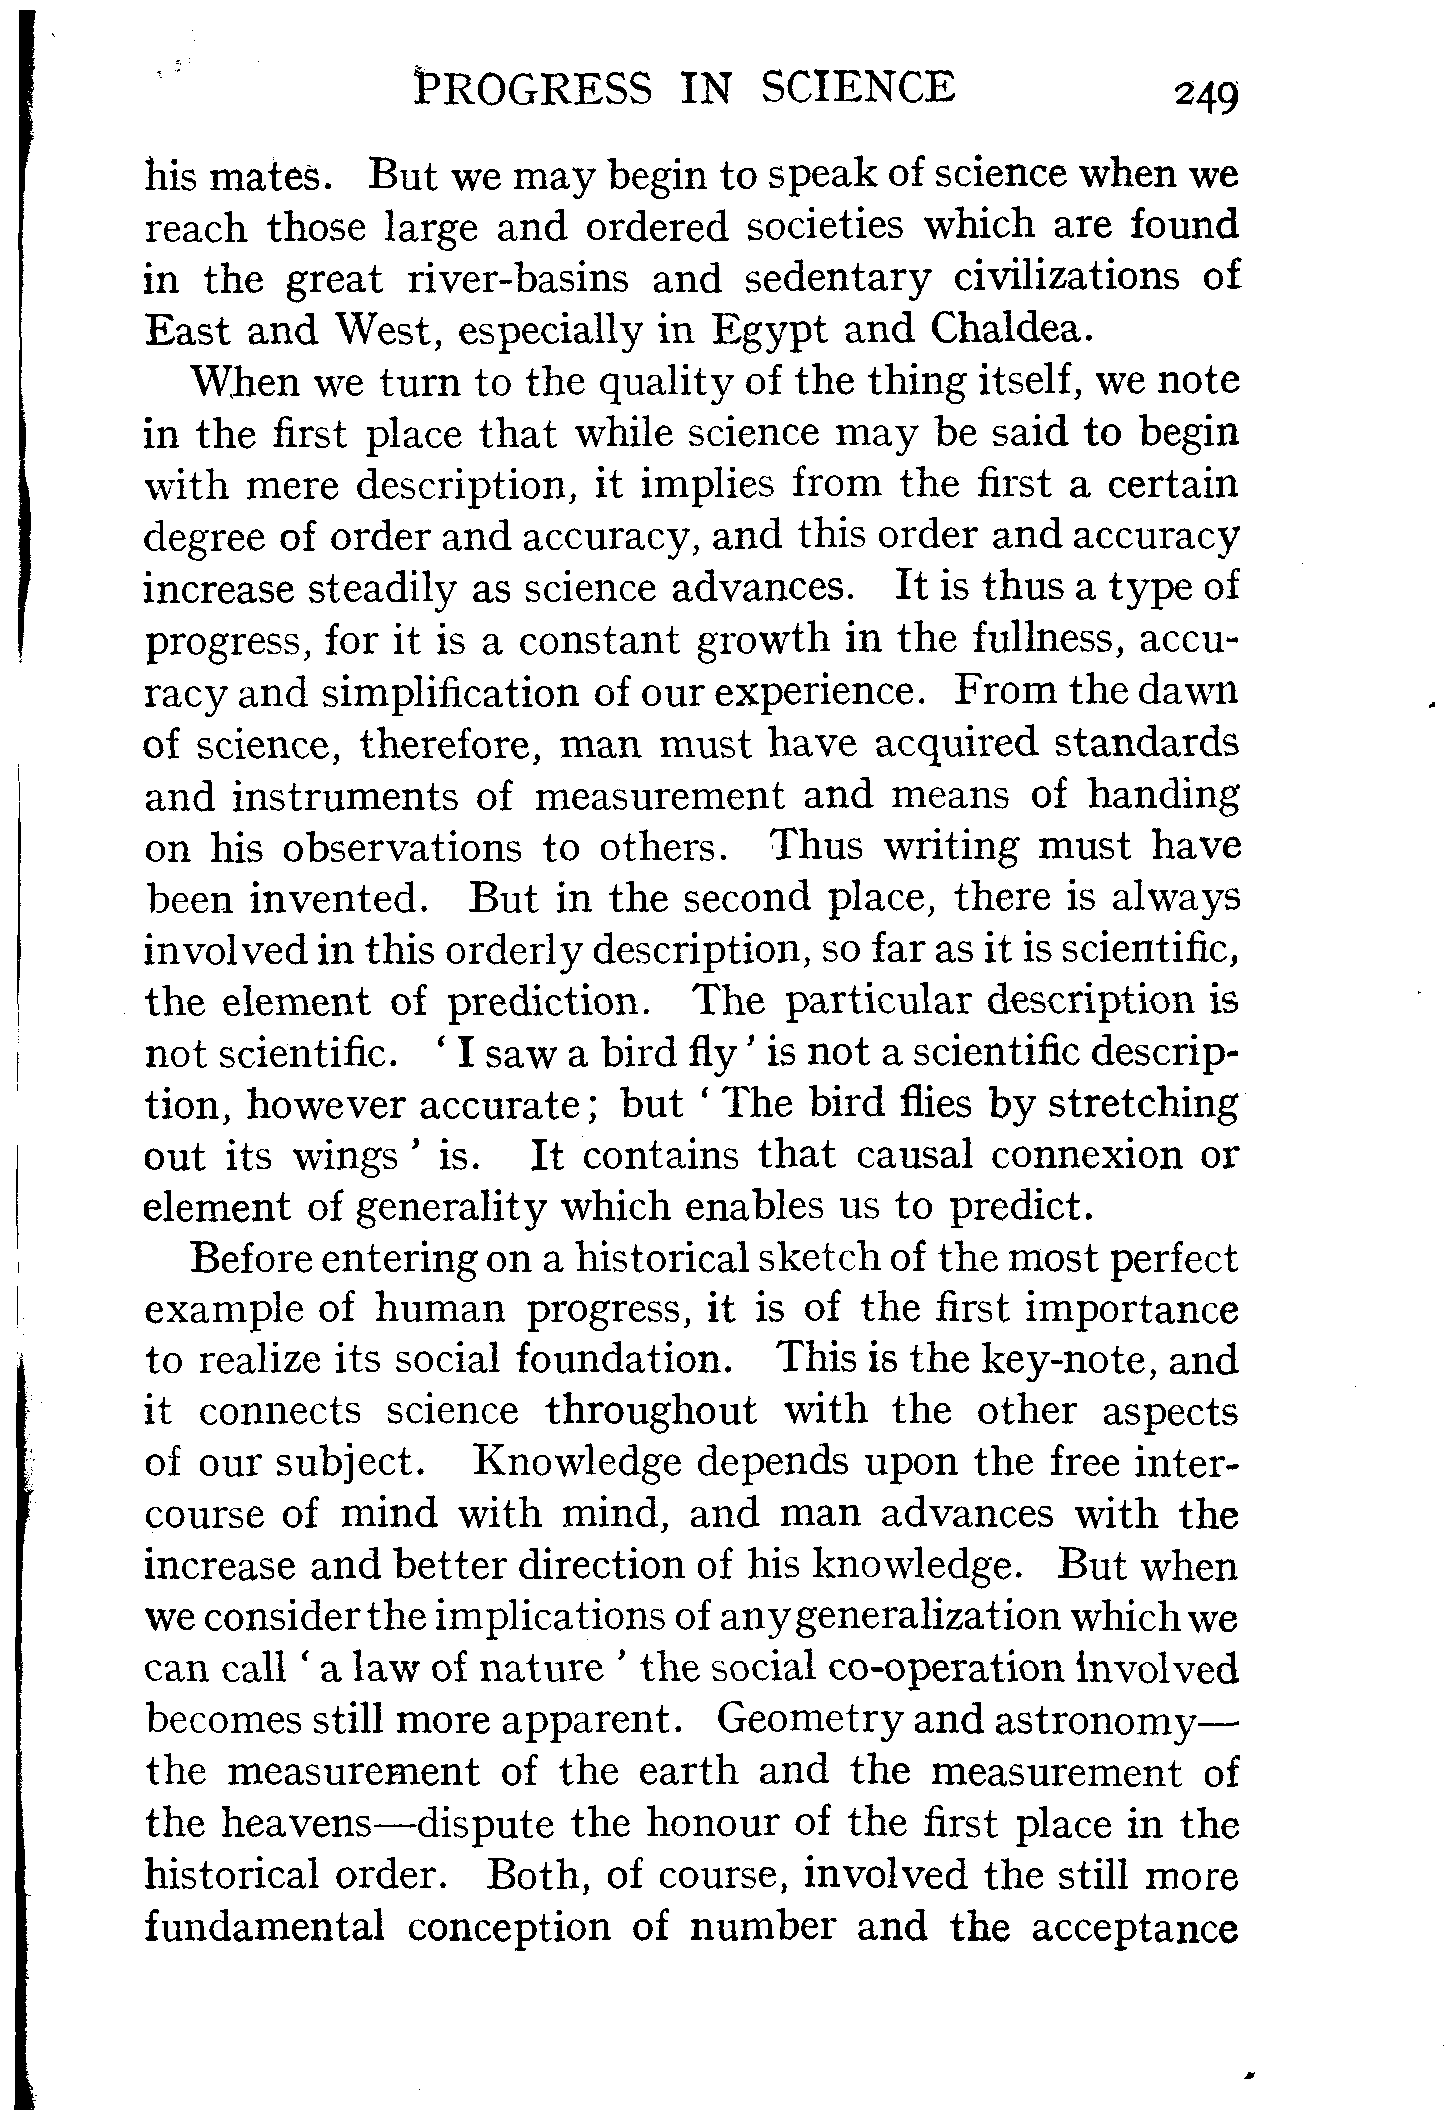 PROGRESS IN SCIENCE 249
his mates. But we may begin to speak of science when we
reach those large and ordered societies which are found
in the great river-basins and sedentary civilizations of
East and West, especially in Egypt and Chaldea.
When we turn to the quality of the thing itself, we note
in the first place that while science may be said to begin
with mere description, it implies from the first a certain
degree of order and accuracy, and this order and accuracy
increase steadily as science advances. It is thus a type of
progress, for it is a constant growth in the fullness, accu-
racy and simplification of our experience. From the dawn
of science, therefore, man must have acquired standards
and instruments of measurement and means of handing
on his observations to others. Thus writing must have
been invented. But in the second place, there is always
involved in this orderly description, so far as it is scientific,
the element of prediction. The particular description is
not scientific. ‘ I saw a bird fly ’ is not a scientific descrip-
tion, however accurate; but ‘ The bird flies by stretching
out its wings ’ is. It contains that causal connexion or
element of generality which enables us to predict.
Before entering on a historical sketch of the most perfect
example of human progress, it is of the first importance
to realize its social foundation. This is the key-note, and
it connects science throughout with the other aspects
of our subject. Knowledge depends upon the free inter-
course of mind with mind, and man advances with the
increase and better direction of his knowledge. But when
we consider the implications of any generalization which we
can call ‘ a law of nature ’ the social co-operation involved
becomes still more apparent. Geometry and astronomy—
the measurement of the earth and the measurement of
the heavens—dispute the honour of the first place in the
historical order. Both, of course, involved the still more
fundamental conception of number and the acceptance